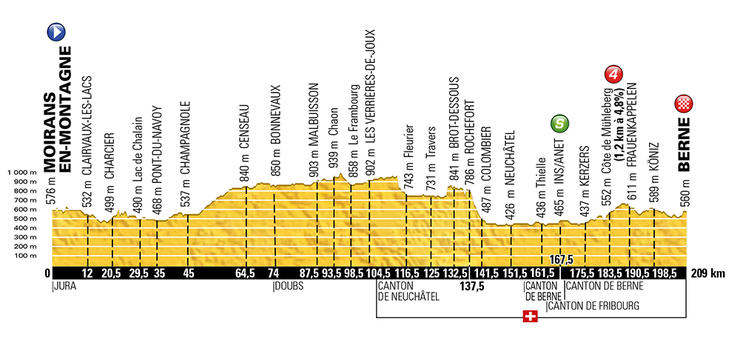 MOIRANS
EN-MONTAGNE
576 m
532 m CLAIRVAUX-LES-LACS
499 m CHARCIER
490 m Lac de Chalain
468 m PONT-DU-NAVOY
537 m CHAMPAGNOLE
840 m CENSEAU
850 m BONNEVAUX
903 m MALBUISSON
939 m Chaon
858 m Le Frambourg
902 m LES VERRIÈRES-DE-JOUX
743 m Fleurier
731 m Travers
841 m BROT-DESSOUS
786 m ROCHEFORT
487 m COLOMBIER
426 m NEUCHÂTEL
436 m Thielle
S
465 m INS/ANET
437 m KERZERS
4
552 m Côte de Mühleberg
(1,2 km à 4,8%)
611 m FRAUENKAPPELEN
589 m KÖNIZ
BERNE
560 m
1 000 m
900 m
800 m
700 m
600 m
500 m
400 m
300 m
200 m
100 m
0 12 20,5 29,5 35 45 64,5 74 87,5 93,5 98,5 104,5 116,5 125 132,5 137,5 141,5 151,5 161,5 167,5 175,5 183,5 190,5 198,5 209 km
JURA
DOUBS
CANTON
DE NEUCHÂTEL
CANTON
DE BERNE
CANTON DE FRIBOURG
CANTON DE BERNE